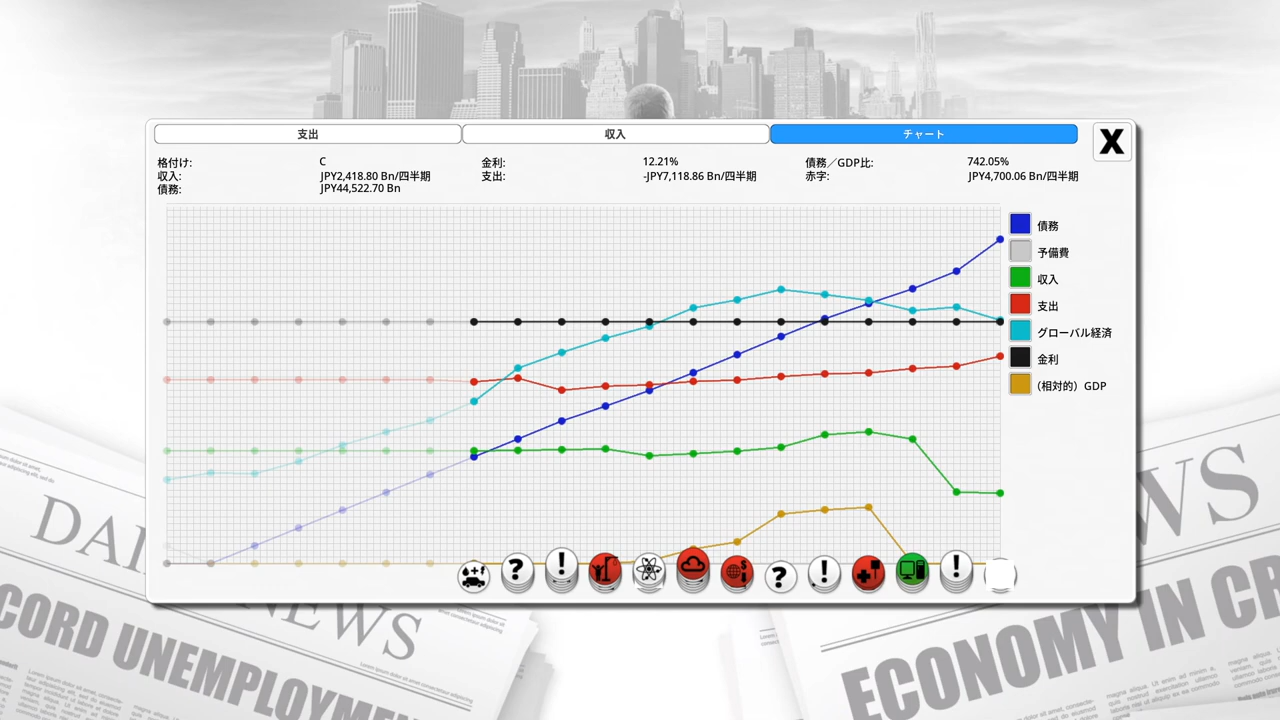 支出
収入
チャート
X
格付け: C
金利: 12.21%
債務／GDP比: 742.05%
収入: JPY2,418.80 Bn/四半期
支出: -JPY7,118.86 Bn/四半期
赤字: JPY4,700.06 Bn/四半期
債務: JPY44,522.70 Bn
債務
予備費
収入
支出
グローバル経済
金利
（相対的）GDP
DAI
NEWS
CORD UNEMPLOYME
WS
ECONOMY IN CR